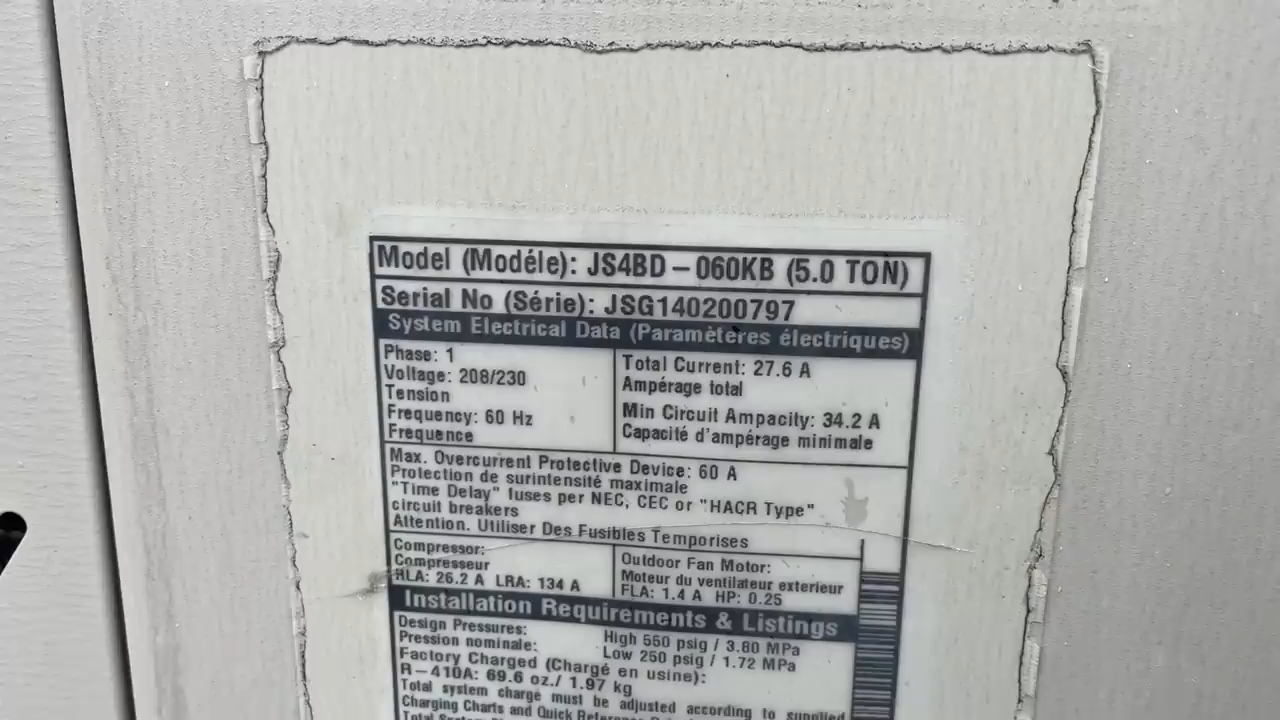 Model (Modéle): JS4BD – 060KB (5.0 TON)
Serial No (Série): JSG140200797
System Electrical Data (Paramèteres électriques)
Phase: 1
Voltage: 208/230
Tension
Frequency: 60 Hz
Frequence
Total Current: 27.6 A
Ampérage total
Min Circuit Ampacity: 34.2 A
Capacité d'ampérage minimale
Max. Overcurrent Protective Device: 60 A
Protection de surintensité maximale
"Time Delay" fuses per NEC, CEC or "HACR Type"
circuit breakers
Attention. Utiliser Des Fusibles Temporises
Compressor:
Compresseur
RLA: 26.2 A LRA: 134 A
Outdoor Fan Motor:
Moteur du ventilateur exterieur
FLA: 1.4 A HP: 0.25
Installation Requirements & Listings
Design Pressures:
Pression nominale:
High 550 psig / 3.80 MPa
Low 250 psig / 1.72 MPa
Factory Charged (Chargé en usine):
R–410A: 69.6 oz./ 1.97 kg
Total system charge must be adjusted according to supplied
Charging Charts and Quick Reference